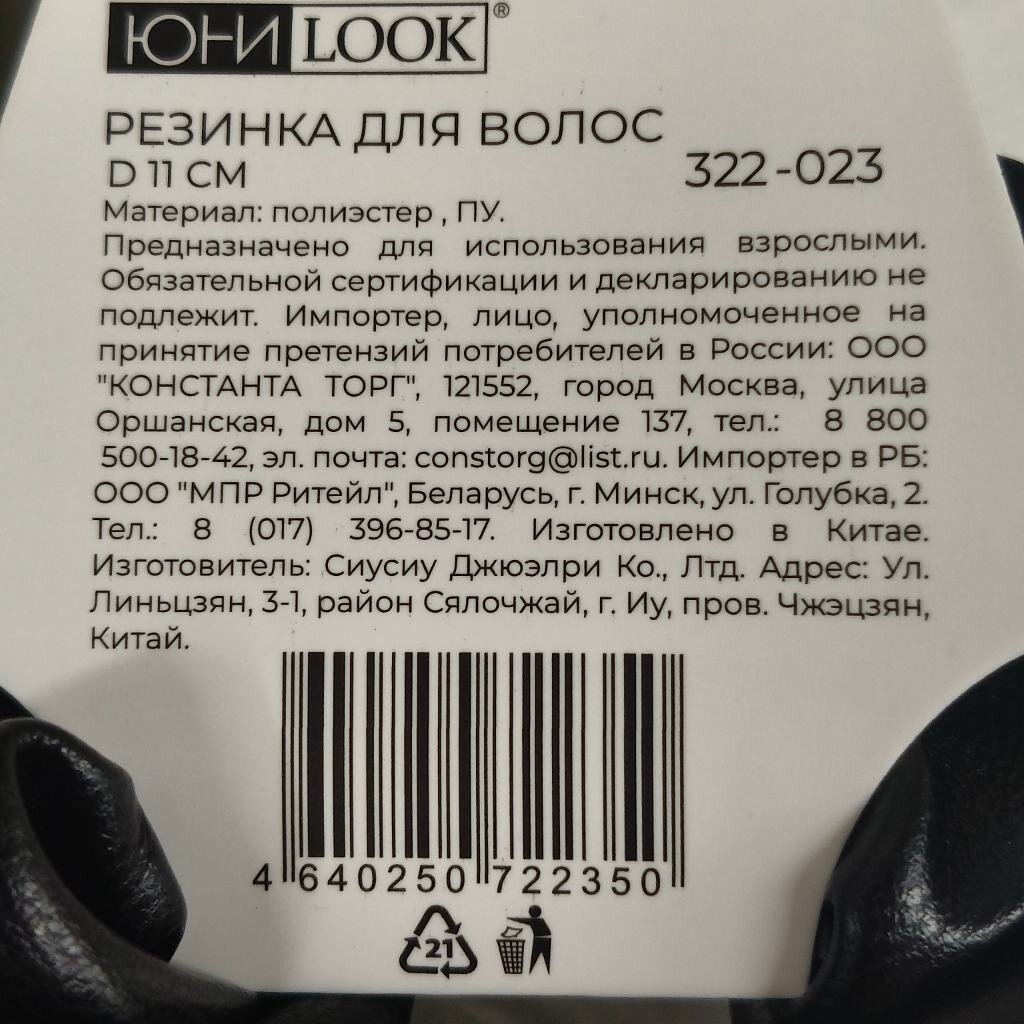 ЮНИ LOOK®
РЕЗИНКА ДЛЯ ВОЛОС
D 11 СМ
322-023
Материал: полиэстер , ПУ.
Предназначено для использования взрослыми.
Обязательной сертификации и декларированию не
подлежит. Импортер, лицо, уполномоченное на
принятие претензий потребителей в России: ООО
"КОНСТАНТА ТОРГ", 121552, город Москва, улица
Оршанская, дом 5, помещение 137, тел.: 8 800
500-18-42, эл. почта: constorg@list.ru. Импортер в РБ:
ООО "МПР Ритейл", Беларусь, г. Минск, ул. Голубка, 2.
Тел.: 8 (017) 396-85-17. Изготовлено в Китае.
Изготовитель: Сиусиу Джюэлри Ко., Лтд. Адрес: Ул.
Линьцзян, 3-1, район Сялочжай, г. Иу, пров. Чжэцзян,
Китай.
4 640250 722350
21